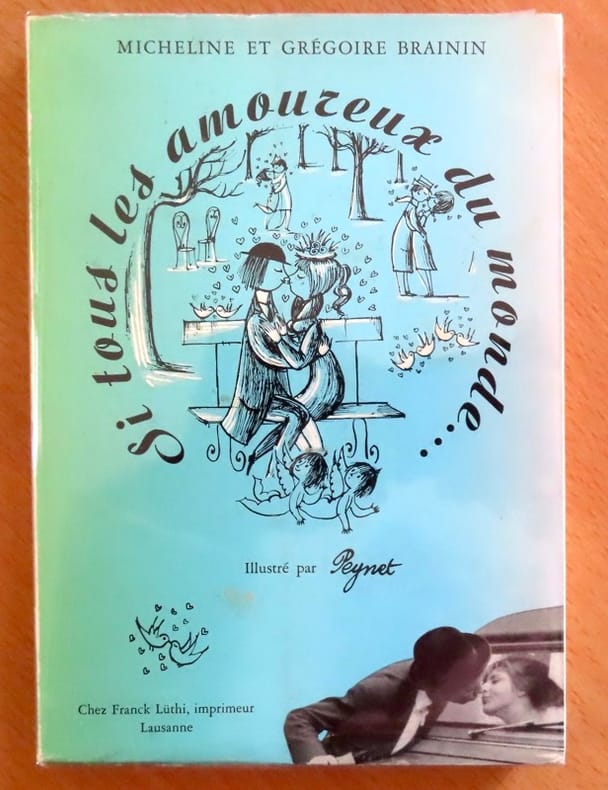 MICHELINE ET GRÉGOIRE BRAININ
Si tous les amoureux du monde...
Illustré par Peynet
Chez Franck Lüthi, imprimeur
Lausanne